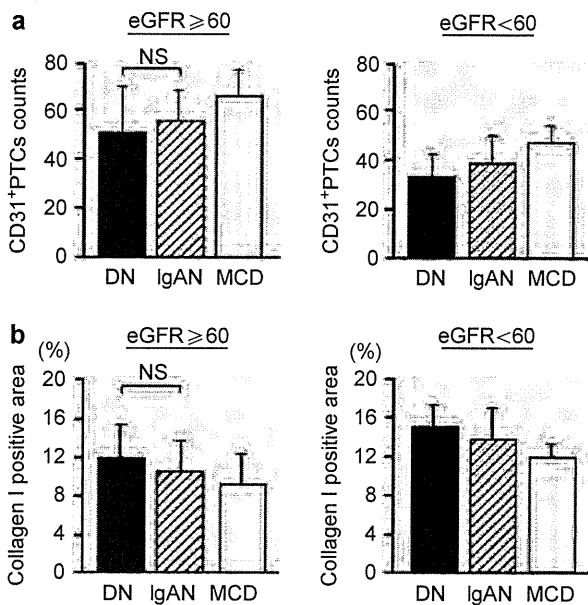 a
eGFR≥60
NS
CD31+PTCs counts
80
60
40
20
0
DN IgAN MCD
eGFR<60
CD31+PTCs counts
80
60
40
20
0
DN IgAN MCD
b
(%)
eGFR≥60
NS
Collagen I positive area
20
16
12
8
4
0
DN IgAN MCD
(%)
eGFR<60
Collagen I positive area
20
16
12
8
4
0
DN IgAN MCD